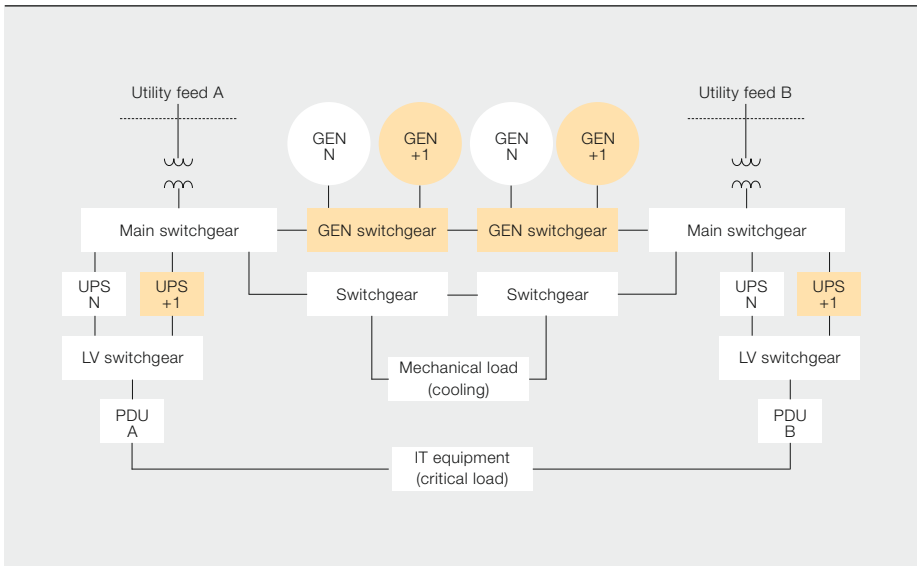 Utility feed A
Utility feed B
GEN
N
GEN
+1
GEN
N
GEN
+1
Main switchgear
GEN switchgear
GEN switchgear
Main switchgear
UPS
N
UPS
+1
Switchgear
Switchgear
UPS
N
UPS
+1
LV switchgear
Mechanical load
(cooling)
LV switchgear
PDU
A
PDU
B
IT equipment
(critical load)